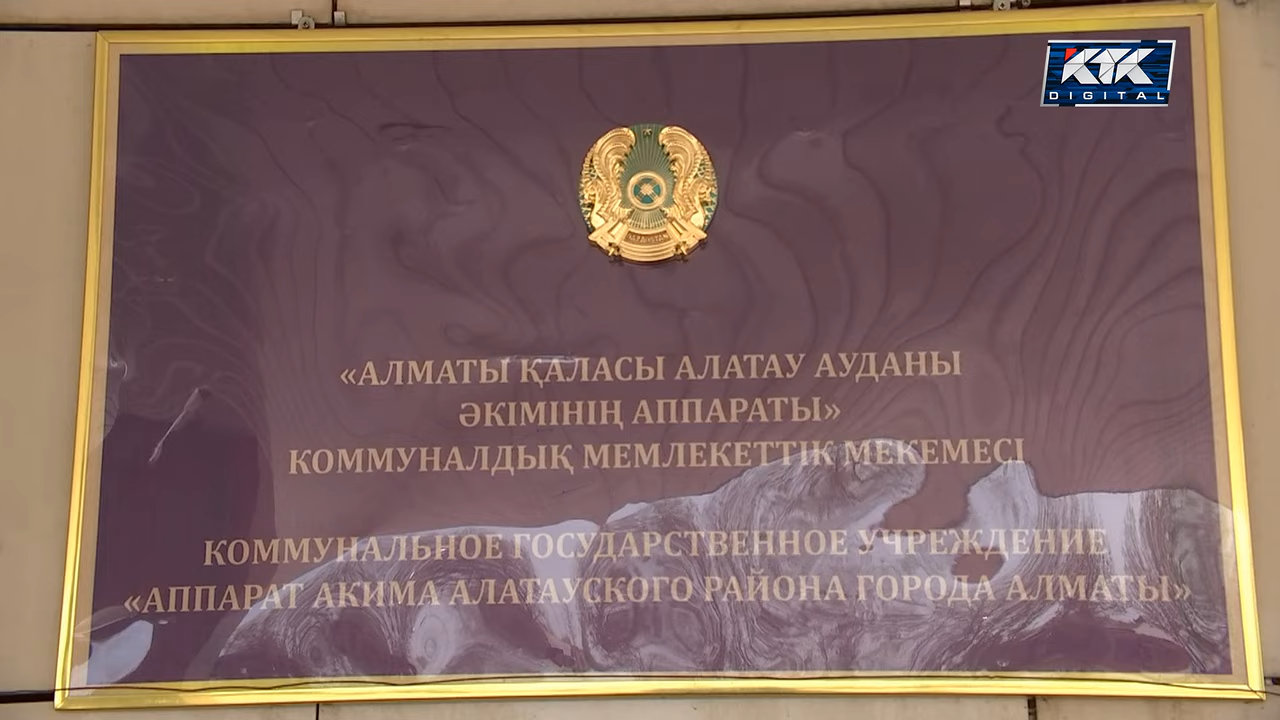 КТК
DIGITAL
«АЛМАТЫ ҚАЛАСЫ АЛАТАУ АУДАНЫ
ӘКІМІНІҢ АППАРАТЫ»
КОММУНАЛДЫҚ МЕМЛЕКЕТТІК МЕКЕМЕСІ
КОММУНАЛЬНОЕ ГОСУДАРСТВЕННОЕ УЧРЕЖДЕНИЕ
«АППАРАТ АКИМА АЛАТАУСКОГО РАЙОНА ГОРОДА АЛМАТЫ»